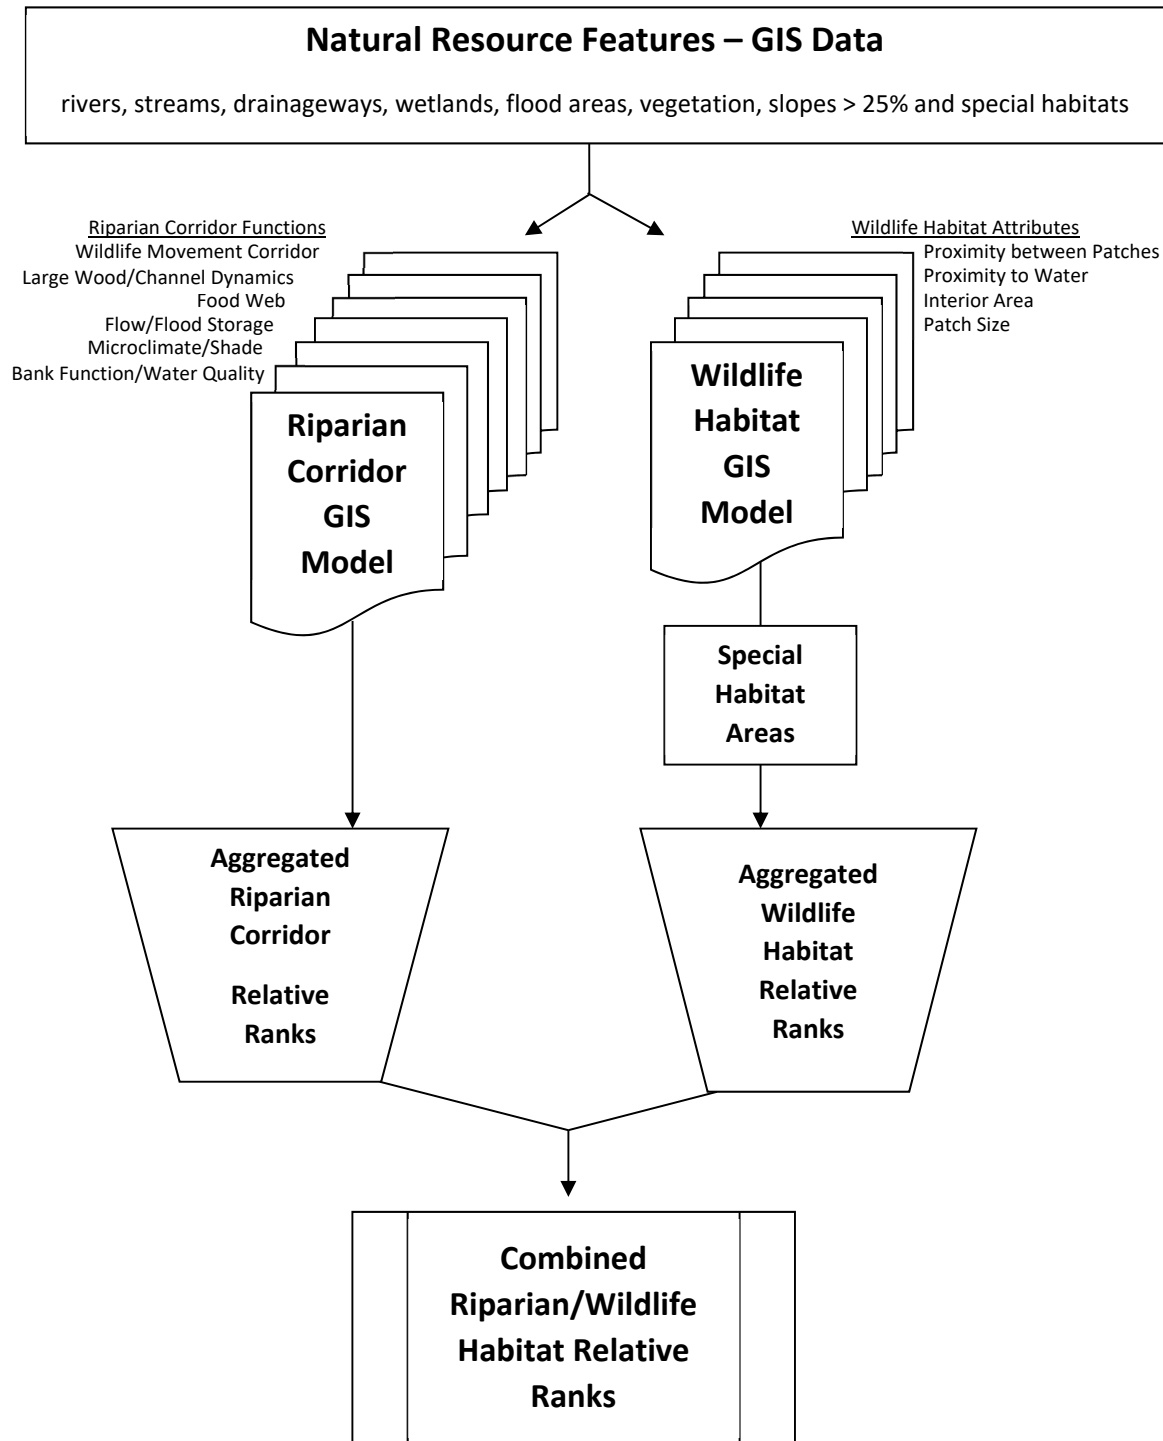 Natural Resource Features – GIS Data
rivers, streams, drainageways, wetlands, flood areas, vegetation, slopes > 25% and special habitats
Riparian Corridor Functions
Wildlife Movement Corridor
Large Wood/Channel Dynamics
Food Web
Flow/Flood Storage
Microclimate/Shade
Bank Function/Water Quality
Wildlife Habitat Attributes
Proximity between Patches
Proximity to Water
Interior Area
Patch Size
Riparian
Corridor
GIS
Model
Wildlife
Habitat
GIS
Model
Special
Habitat
Areas
Aggregated
Riparian
Corridor
Relative
Ranks
Aggregated
Wildlife
Habitat
Relative
Ranks
Combined
Riparian/Wildlife
Habitat Relative
Ranks